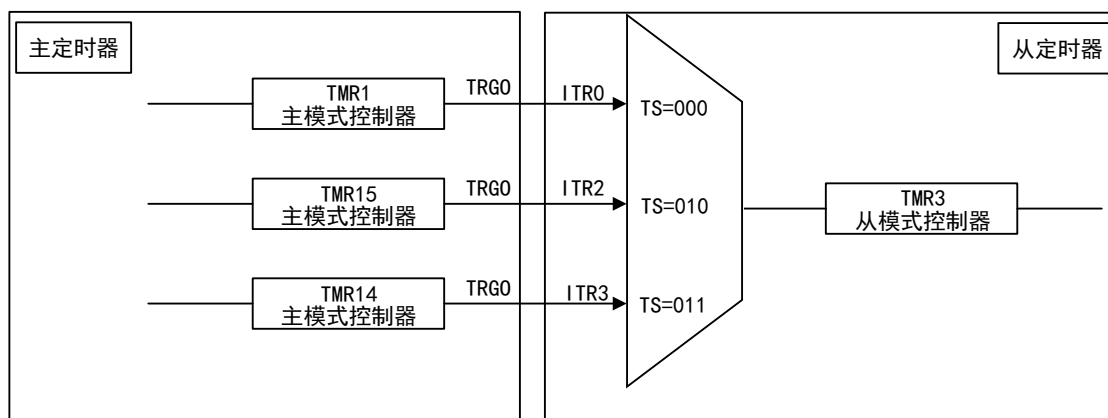 主定时器
从定时器
TMR1
主模式控制器
TRGO
ITR0
TS=000
TMR15
主模式控制器
TRGO
ITR2
TS=010
TMR3
从模式控制器
TMR14
主模式控制器
TRGO
ITR3
TS=011